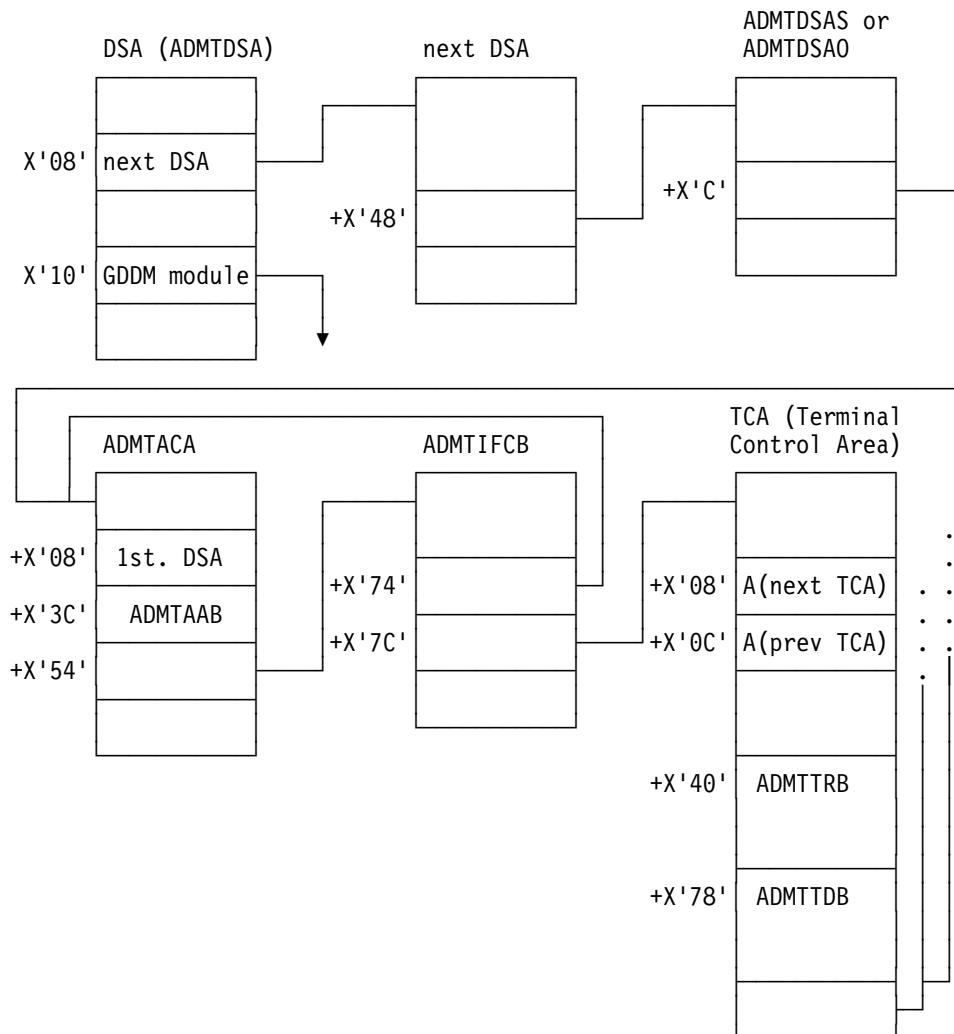 ADMTDSAS or
DSA (ADMTDSA) next DSA ADMTDSAO
X'08' next DSA
+X'C'
+X'48'
X'10' GDDM module
TCA (Terminal
ADMTACA ADMTIFCB Control Area)
+X'08' 1st. DSA
+X'74' +X'08' A(next TCA)
+X'3C' ADMTAAB
+X'7C' +X'0C' A(prev TCA)
+X'54'
+X'40' ADMTTRB
+X'78' ADMTTDB